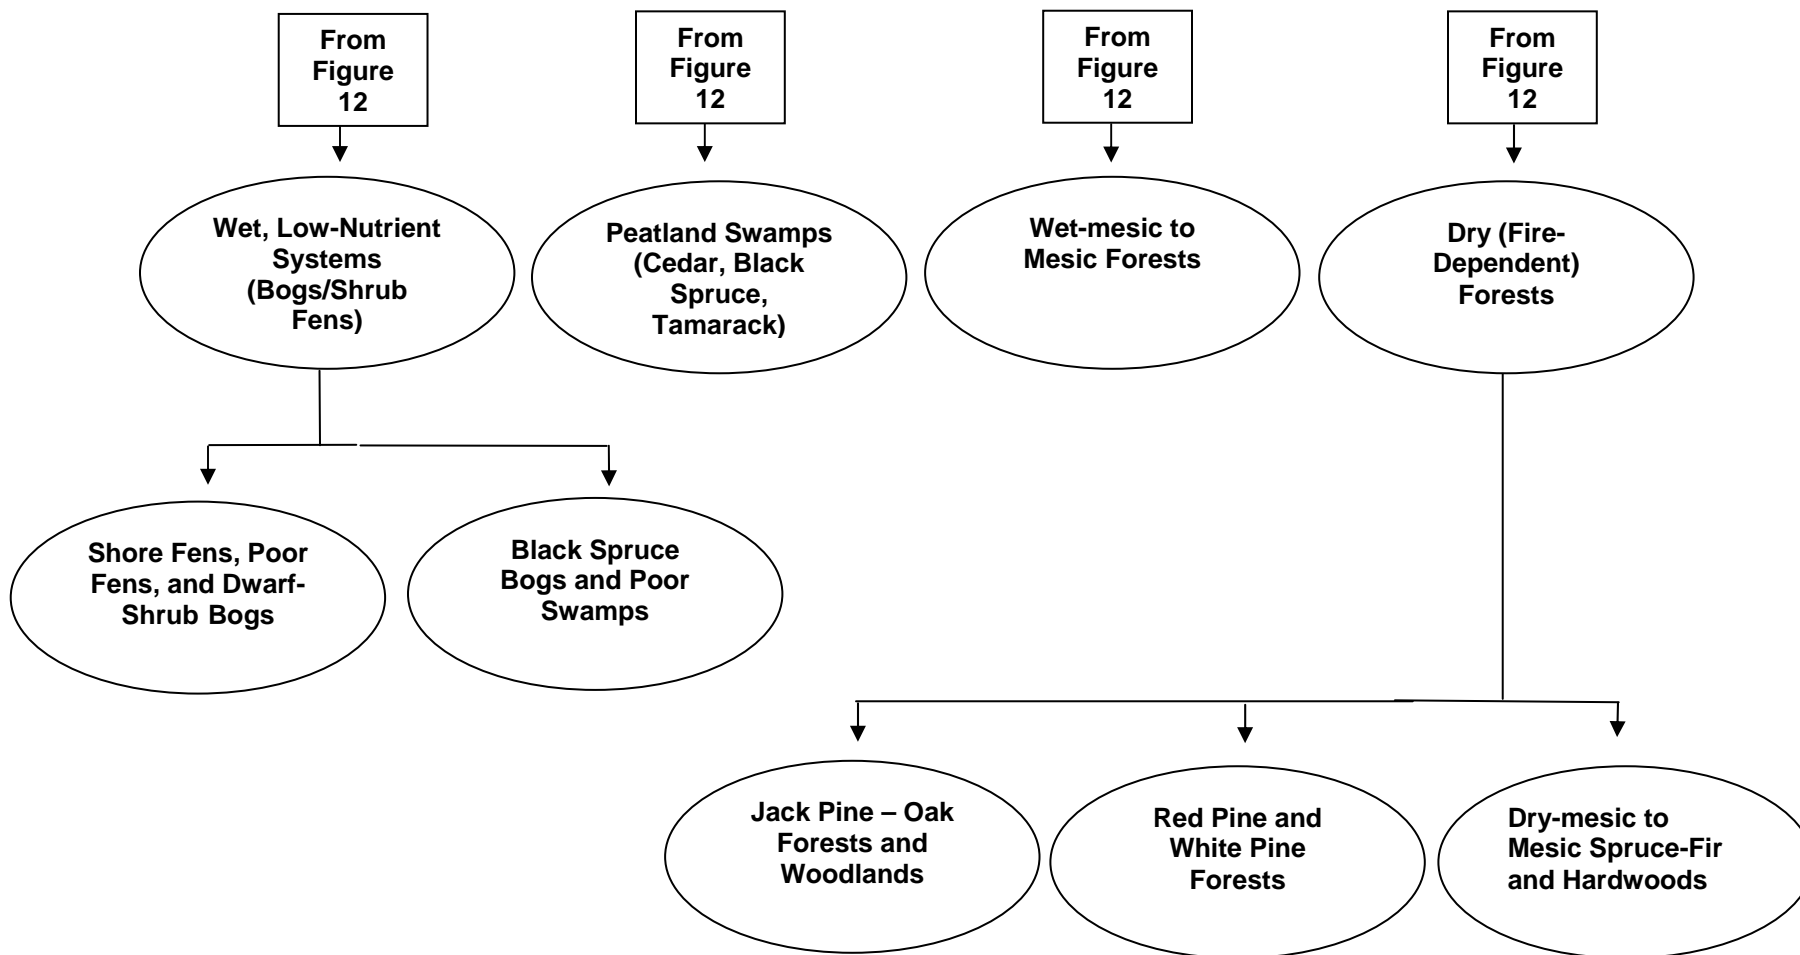 From
Figure
12
From
Figure
12
From
Figure
12
From
Figure
12
Wet, Low-Nutrient
Systems
(Bogs/Shrub
Fens)
Peatland Swamps
(Cedar, Black
Spruce,
Tamarack)
Wet-mesic to
Mesic Forests
Dry (Fire-
Dependent)
Forests
Shore Fens, Poor
Fens, and Dwarf-
Shrub Bogs
Black Spruce
Bogs and Poor
Swamps
Jack Pine – Oak
Forests and
Woodlands
Red Pine and
White Pine
Forests
Dry-mesic to
Mesic Spruce-Fir
and Hardwoods